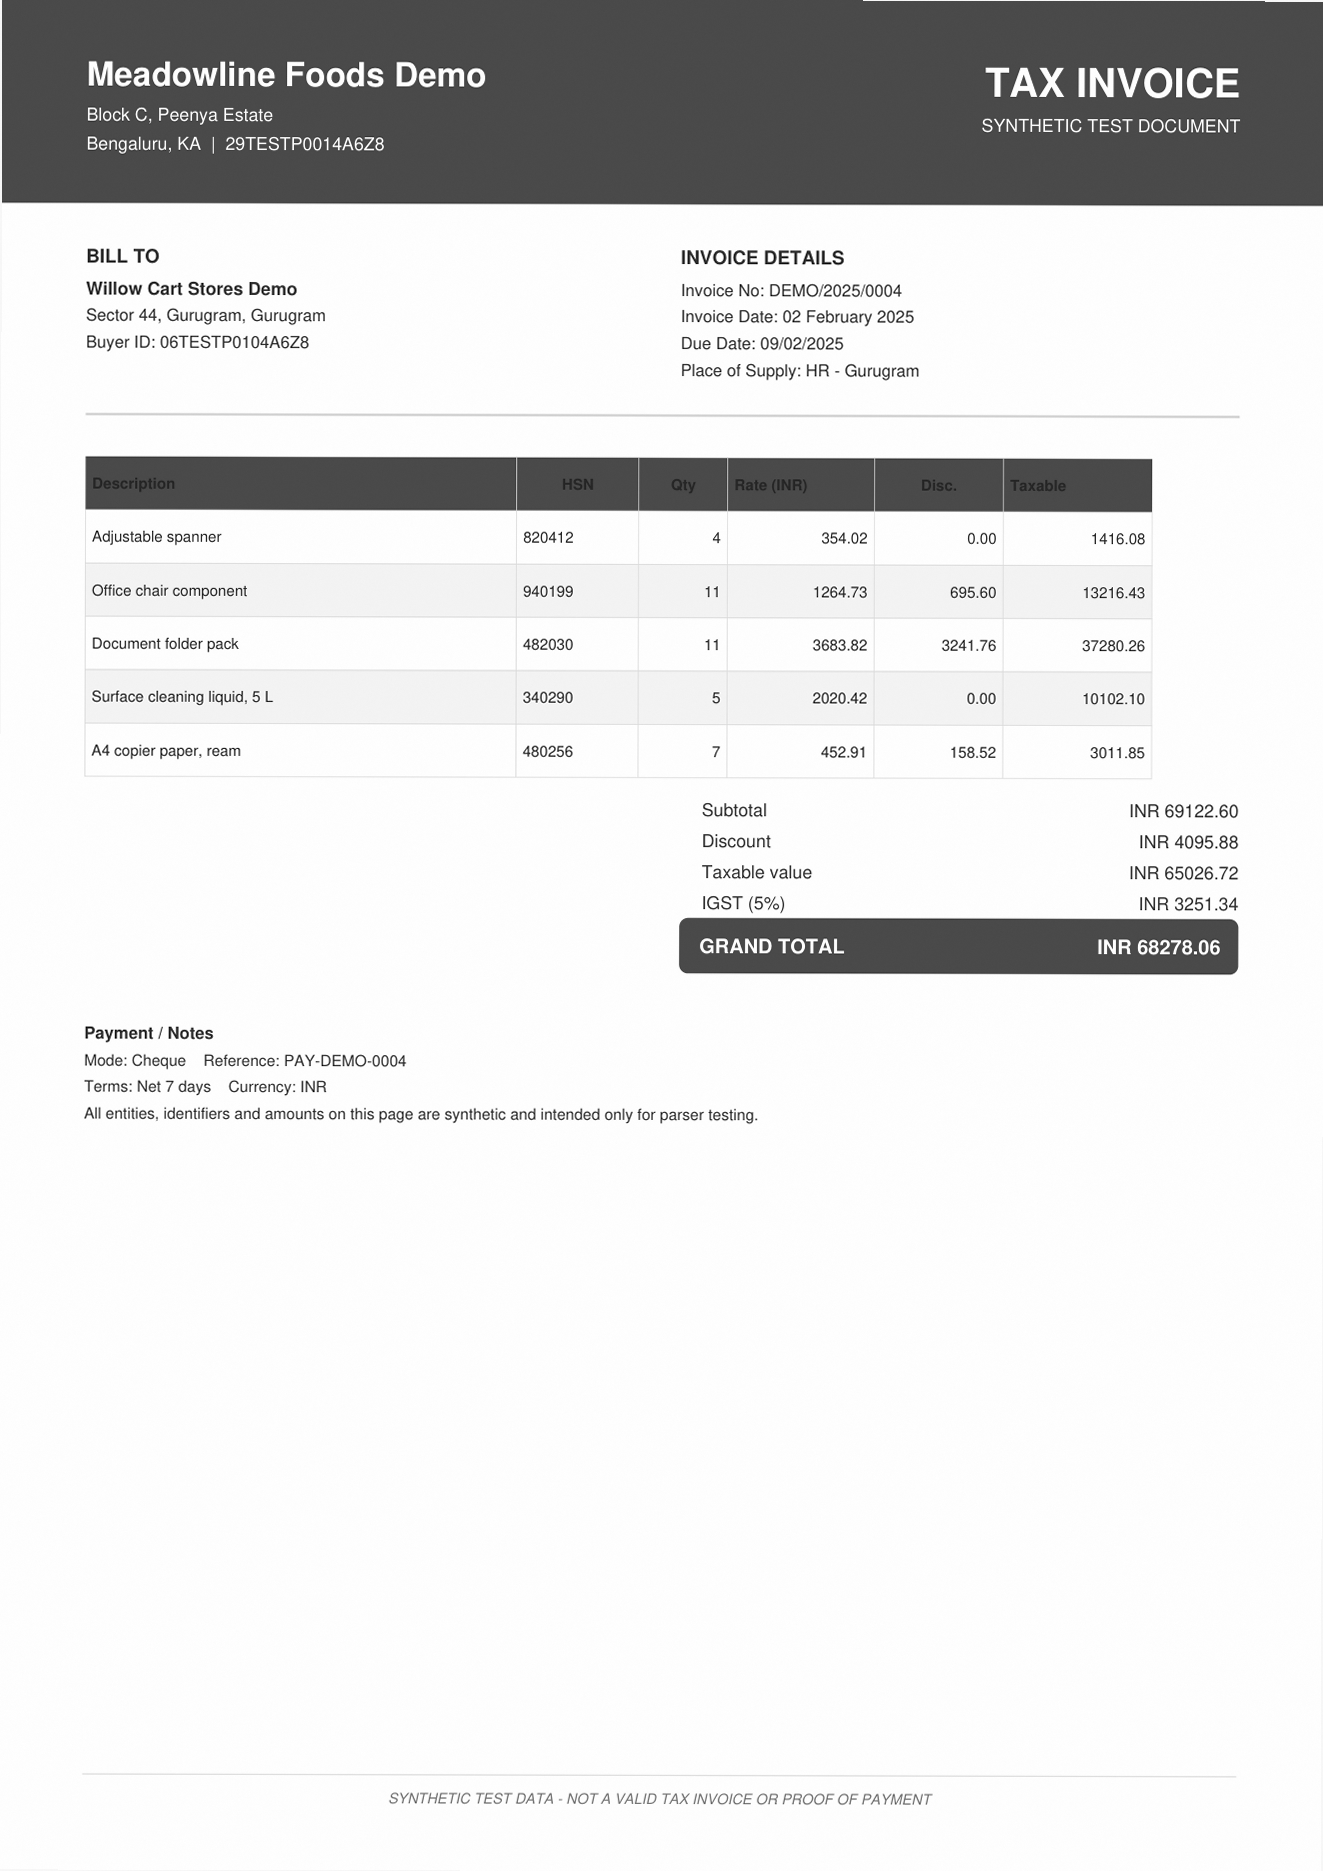 Meadowline Foods Demo
Block C, Peenya Estate
Bengaluru, KA | 29TESTP0014A6Z8
TAX INVOICE
SYNTHETIC TEST DOCUMENT
BILL TO
Willow Cart Stores Demo
Sector 44, Gurugram, Gurugram
Buyer ID: 06TESTP0104A6Z8
INVOICE DETAILS
Invoice No: DEMO/2025/0004
Invoice Date: 02 February 2025
Due Date: 09/02/2025
Place of Supply: HR - Gurugram
Description HSN Qty Rate (INR) Disc. Taxable
Adjustable spanner 820412 4 354.02 0.00 1416.08
Office chair component 940199 11 1264.73 695.60 13216.43
Document folder pack 482030 11 3683.82 3241.76 37280.26
Surface cleaning liquid, 5 L 340290 5 2020.42 0.00 10102.10
A4 copier paper, ream 480256 7 452.91 158.52 3011.85
Subtotal INR 69122.60
Discount INR 4095.88
Taxable value INR 65026.72
IGST (5%) INR 3251.34
GRAND TOTAL INR 68278.06
Payment / Notes
Mode: Cheque Reference: PAY-DEMO-0004
Terms: Net 7 days Currency: INR
All entities, identifiers and amounts on this page are synthetic and intended only for parser testing.
SYNTHETIC TEST DATA - NOT A VALID TAX INVOICE OR PROOF OF PAYMENT